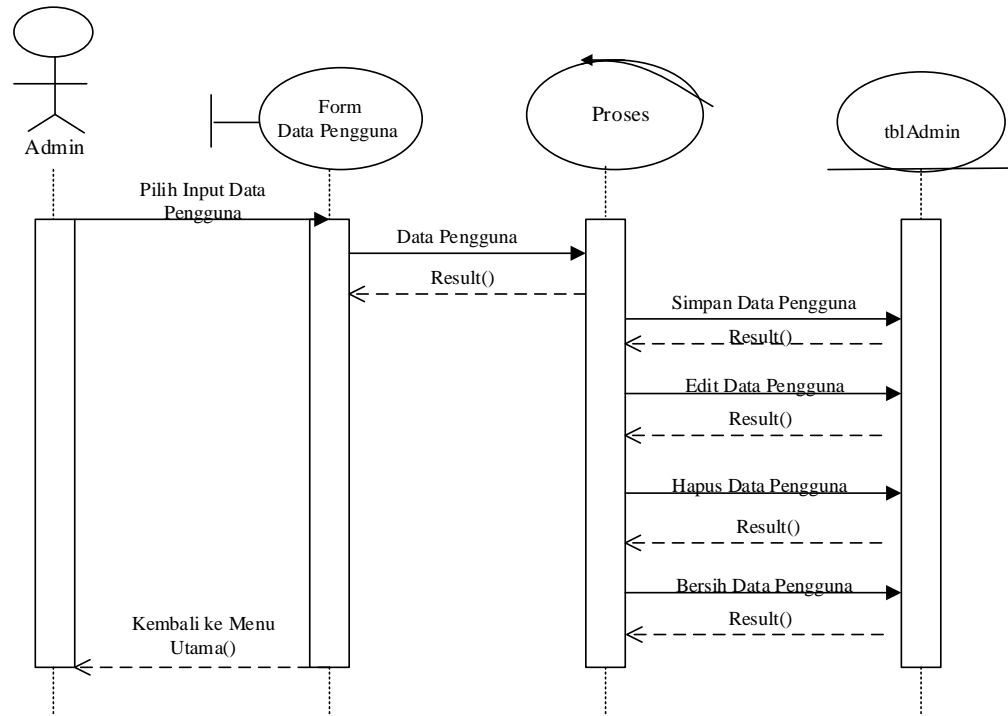 Admin
Form
Data Pengguna
Proses
tblAdmin
Pilih Input Data
Pengguna
Data Pengguna
Result()
Simpan Data Pengguna
Result()
Edit Data Pengguna
Result()
Hapus Data Pengguna
Result()
Bersih Data Pengguna
Result()
Kembali ke Menu
Utama()